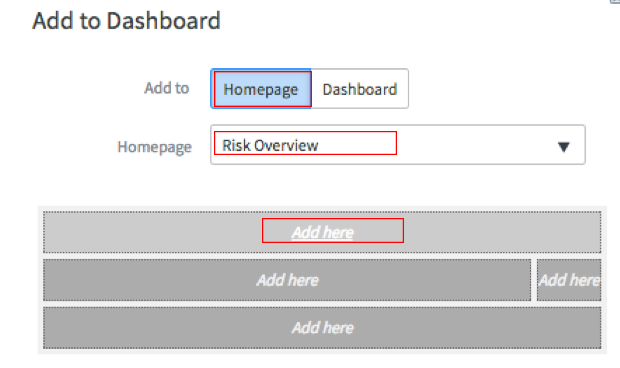 Add to Dashboard
Add to Homepage Dashboard
Homepage Risk Overview
Add here
Add here Add here
Add here